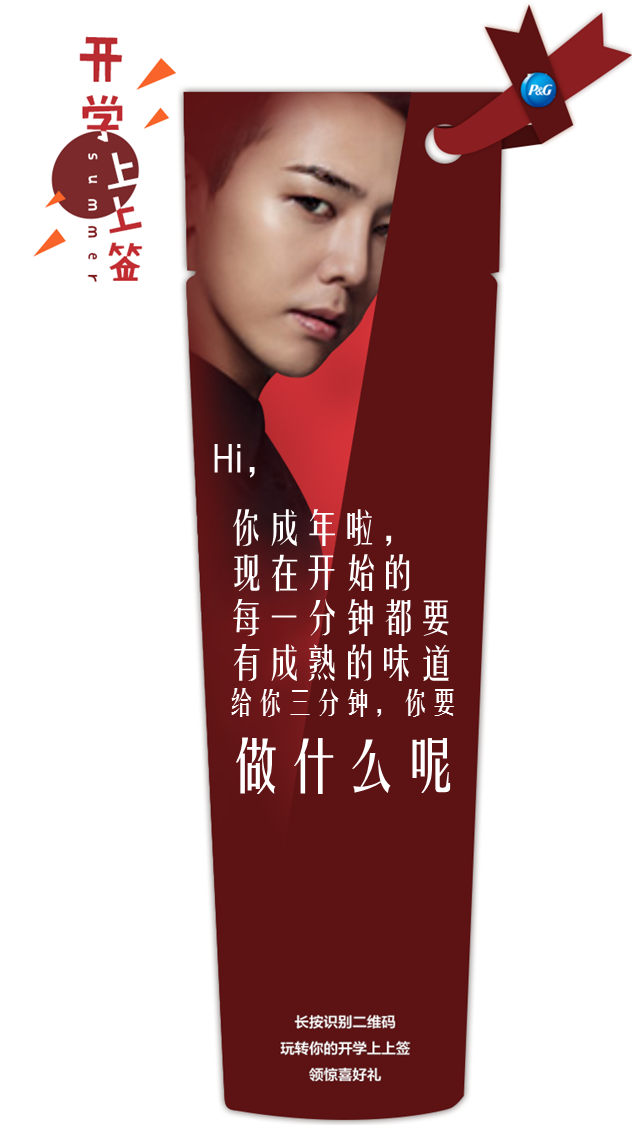 开学上上签
summer
P&G
Hi,
你成年啦，
现在开始的
每一分钟都要
有成熟的味道
给你三分钟，你要
做什么呢
长按识别二维码
玩转你的开学上上签
领惊喜好礼